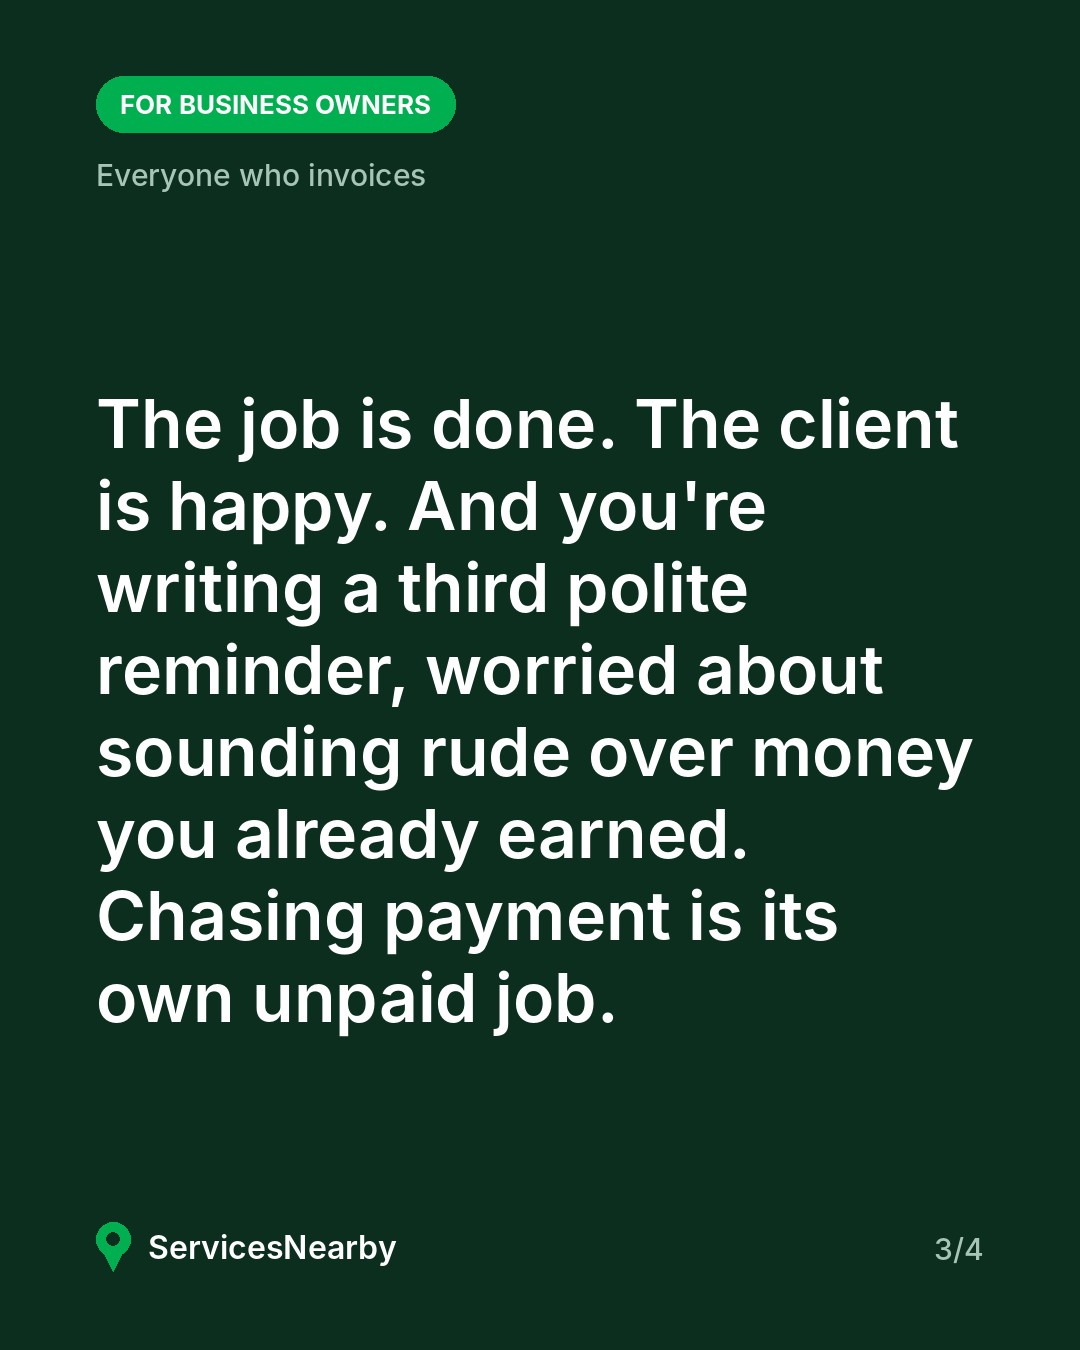 FOR BUSINESS OWNERS
Everyone who invoices
The job is done. The client
is happy. And you're
writing a third polite
reminder, worried about
sounding rude over money
you already earned.
Chasing payment is its
own unpaid job.
ServicesNearby
3/4